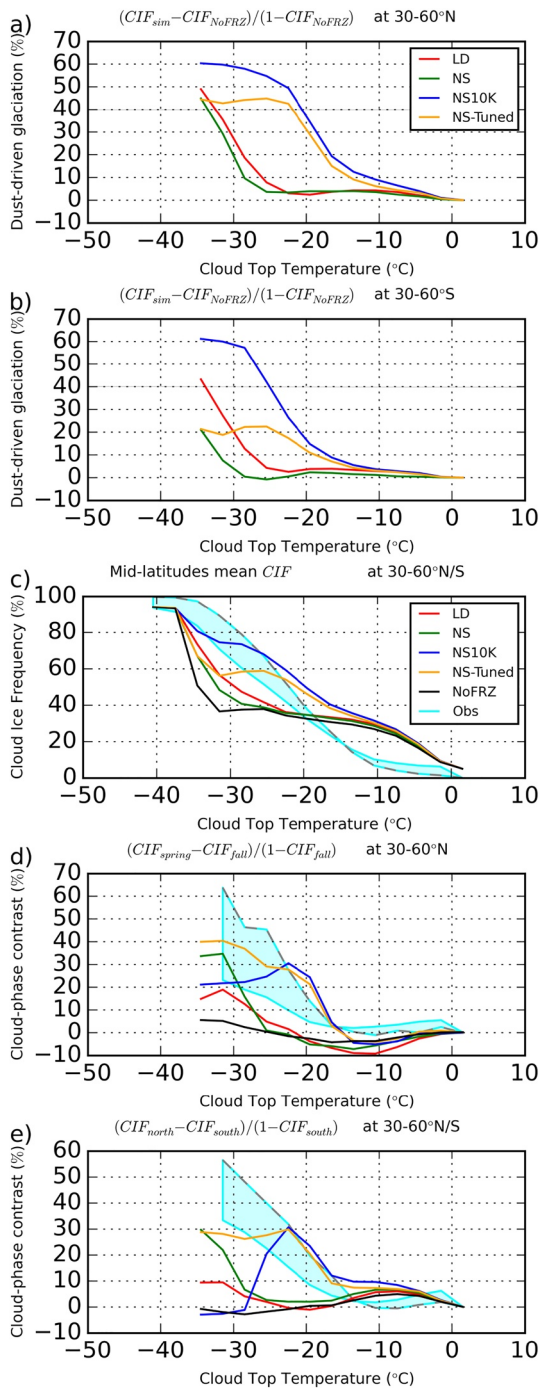 a) (CIF_sim−CIF_NoFRZ)/(1−CIF_NoFRZ) at 30-60°N
Dust-driven glaciation (%)
70
60
50
40
30
20
10
0
−10
LD
NS
NS10K
NS-Tuned
−50 −40 −30 −20 −10 0 10
Cloud Top Temperature (°C)
b) (CIF_sim−CIF_NoFRZ)/(1−CIF_NoFRZ) at 30-60°S
Dust-driven glaciation (%)
70
60
50
40
30
20
10
0
−10
−50 −40 −30 −20 −10 0 10
Cloud Top Temperature (°C)
c) Mid-latitudes mean CIF at 30-60°N/S
Cloud Ice Frequency (%)
100
80
60
40
20
0
LD
NS
NS10K
NS-Tuned
NoFRZ
Obs
−50 −40 −30 −20 −10 0 10
Cloud Top Temperature (°C)
d) (CIF_spring−CIF_fall)/(1−CIF_fall) at 30-60°N
Cloud-phase contrast (%)
70
60
50
40
30
20
10
0
−10
−50 −40 −30 −20 −10 0 10
Cloud Top Temperature (°C)
e) (CIF_north−CIF_south)/(1−CIF_south) at 30-60°N/S
Cloud-phase contrast (%)
60
50
40
30
20
10
0
−10
−50 −40 −30 −20 −10 0 10
Cloud Top Temperature (°C)